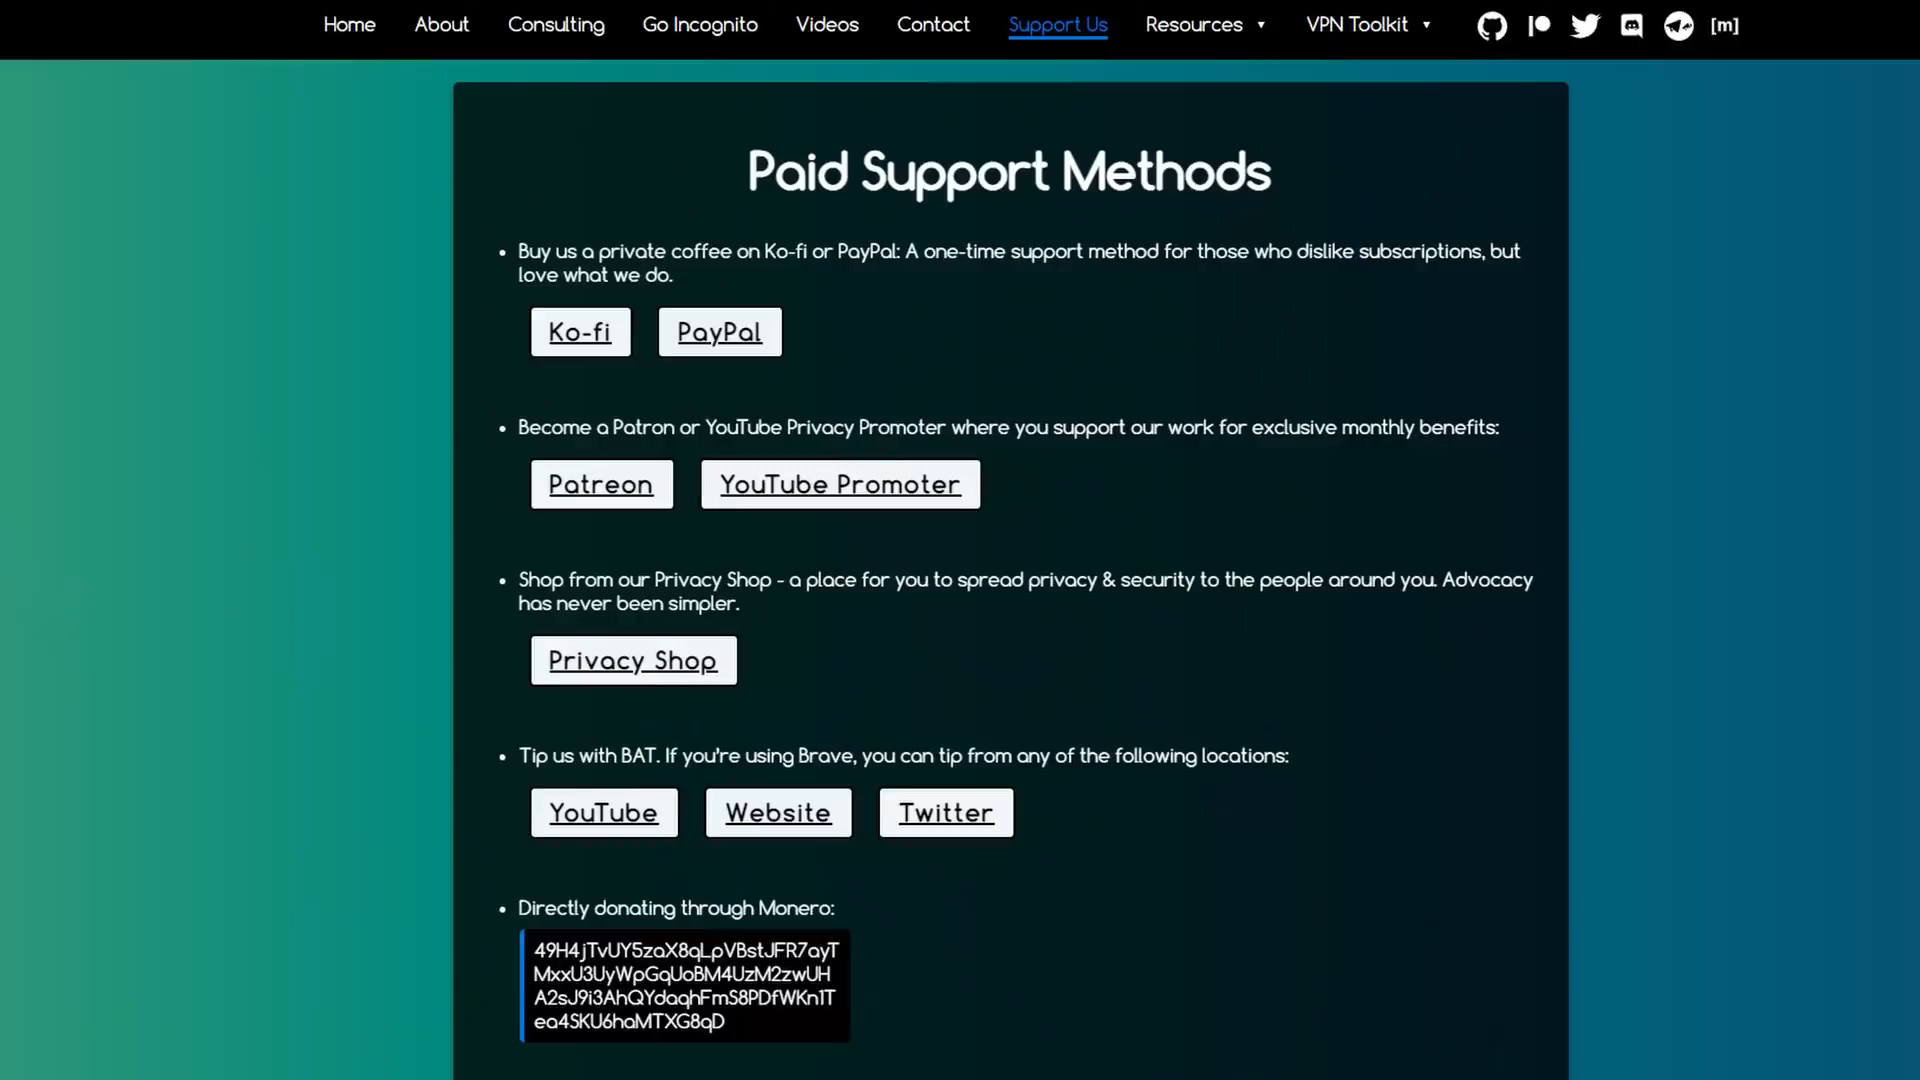 Home About Consulting Go Incognito Videos Contact Support Us Resources VPN Toolkit [m]
Paid Support Methods
Buy us a private coffee on Ko-fi or PayPal: A one-time support method for those who dislike subscriptions, but
love what we do.
Ko-fi PayPal
Become a Patron or YouTube Privacy Promoter where you support our work for exclusive monthly benefits:
Patreon YouTube Promoter
Shop from our Privacy Shop - a place for you to spread privacy & security to the people around you. Advocacy
has never been simpler.
Privacy Shop
Tip us with BAT. If you're using Brave, you can tip from any of the following locations:
YouTube Website Twitter
Directly donating through Monero:
49H4jTvUY5zaX8qLpVBstJFR7ayT
MxxU3UyWpGqUoBM4UzM2zwUH
A2sJ9i3AhQYdaqhFmS8PDfWKn1T
ea4SKU6haMTXG8qD